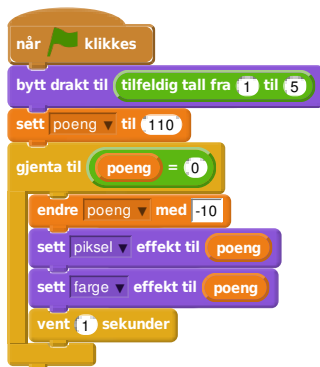 når klikkes
bytt drakt til tilfeldig tall fra 1 til 5
sett poeng til 110
gjenta til poeng = 0
endre poeng med -10
sett piksel effekt til poeng
sett farge effekt til poeng
vent 1 sekunder